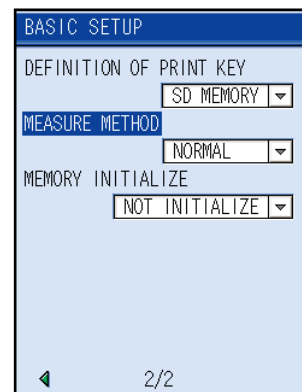 BASIC SETUP
DEFINITION OF PRINT KEY
SD MEMORY
MEASURE METHOD
NORMAL
MEMORY INITIALIZE
NOT INITIALIZE
2/2